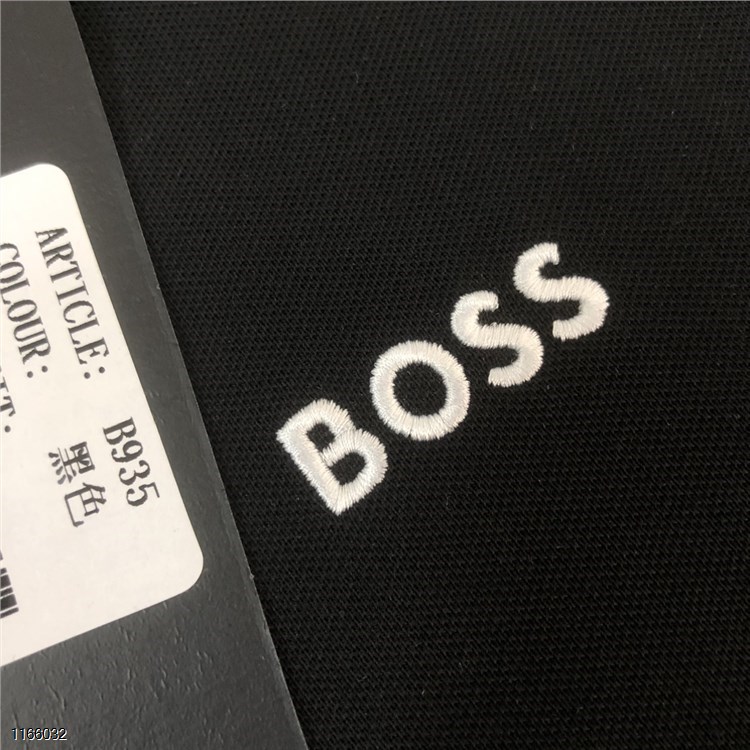 ARTICLE: B935
COLOUR: 黑色
BOSS
1166032